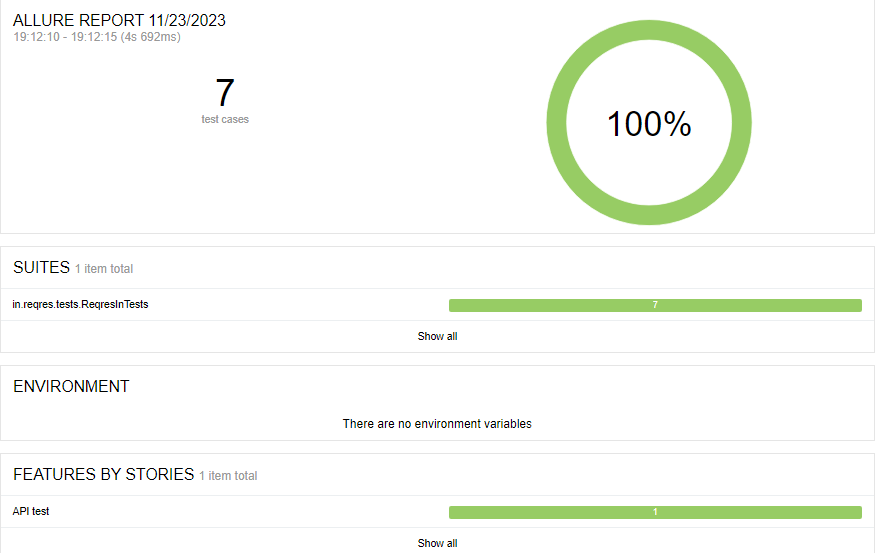 ALLURE REPORT 11/23/2023
19:12:10 - 19:12:15 (4s 692ms)
7
test cases
100%
SUITES 1 item total
in.reqres.tests.ReqresInTests 7
Show all
ENVIRONMENT
There are no environment variables
FEATURES BY STORIES 1 item total
API test 1
Show all